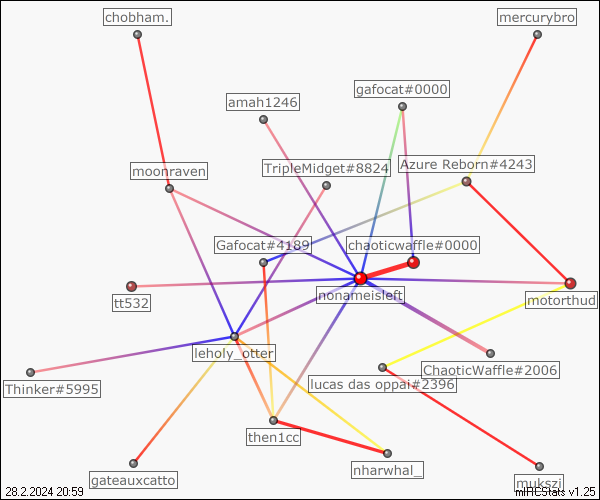 chobham.
mercurybro
gafocat#0000
amah1246
Azure Reborn#4243
TripleMidget#8824
moonraven
Gafocat#4189
chaoticwaffle#0000
nonameisleft
tt532
motorthud
leholy_otter
ChaoticWaffle#2006
lucas das oppai#2396
Thinker#5995
then1cc
nharwhal_
gateauxcatto
mukszi
28.2.2024 20:59
mIRCStats v1.25